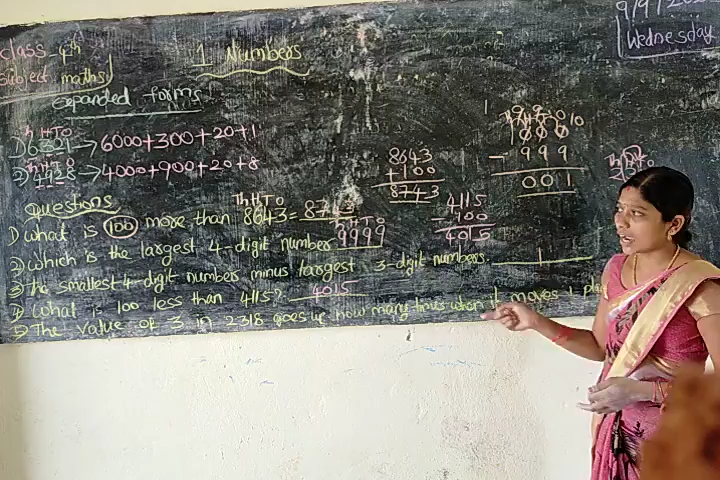 class-4th
Subject maths
1 Numbers
9/9/
Wednesday
expanded forms
Th H T O
1) 6321 → 6000+300+20+1
Th H T O
2) 4928 → 4000+900+20+8
8643
+100
8743
4115
-100
4015
- 999
001
Questions
Th H T O
1) What is 100 more than 8643 = 8743
2) Which is the largest 4-digit number 9999
3) The smallest 4-digit number minus largest 3-digit numbers. 1
4) What is 100 less than 4115? 4015
5) The value of 3 in 2318 goes up how many times when it moves 1